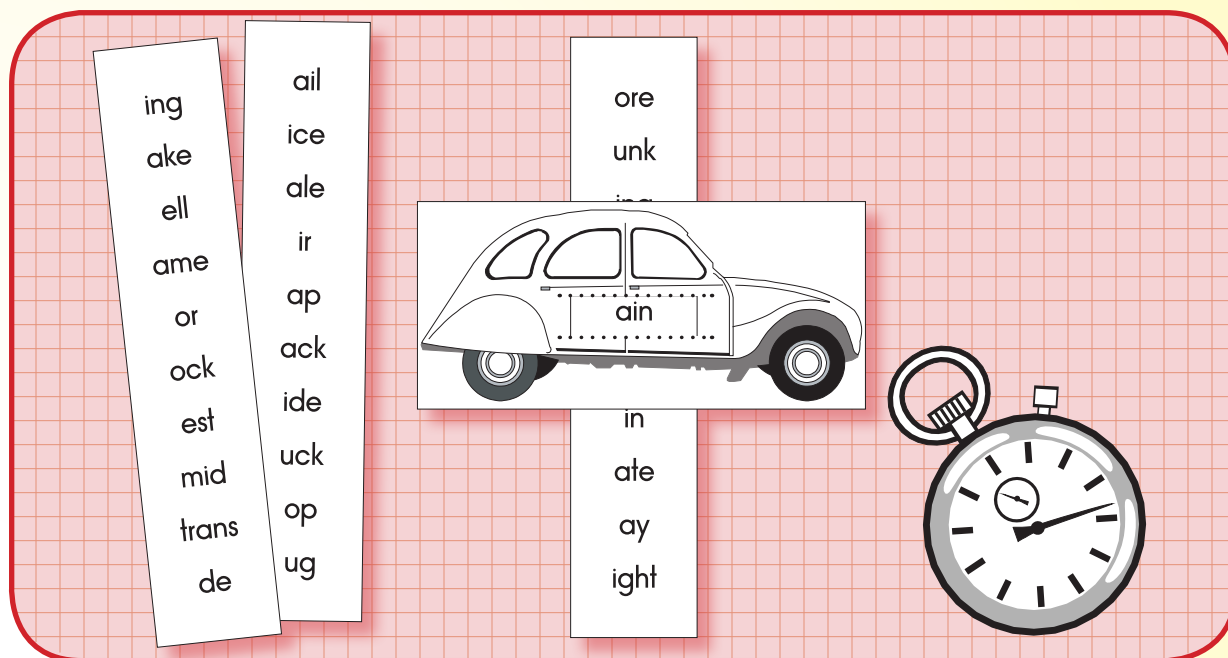 ing
ake
ell
ame
or
ock
est
mid
trans
de
ail
ice
ale
ir
ap
ack
ide
uck
op
ug
ore
unk
ing
ain
in
ate
ay
ight